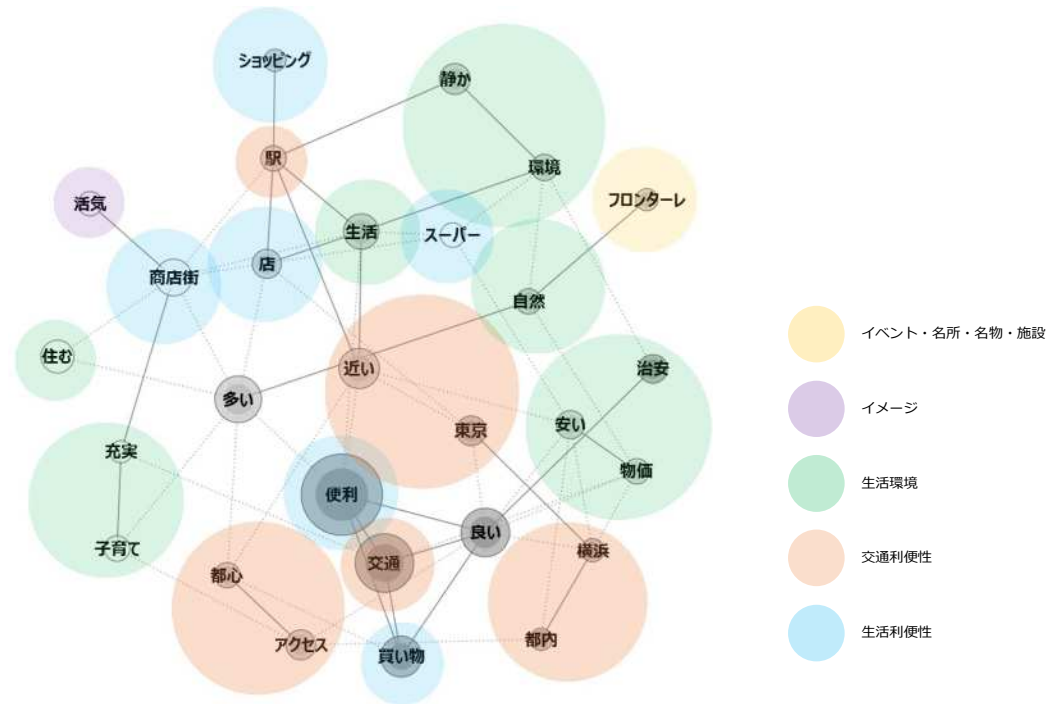 ショッピング
静か
駅
環境
活気
フロンターレ
生活
スーパー
店
商店街
自然
住む
近い
治安
多い
安い
東京
充実
物価
便利
良い
子育て
交通
横浜
都心
アクセス
買い物
都内
イベント・名所・名物・施設
イメージ
生活環境
交通利便性
生活利便性